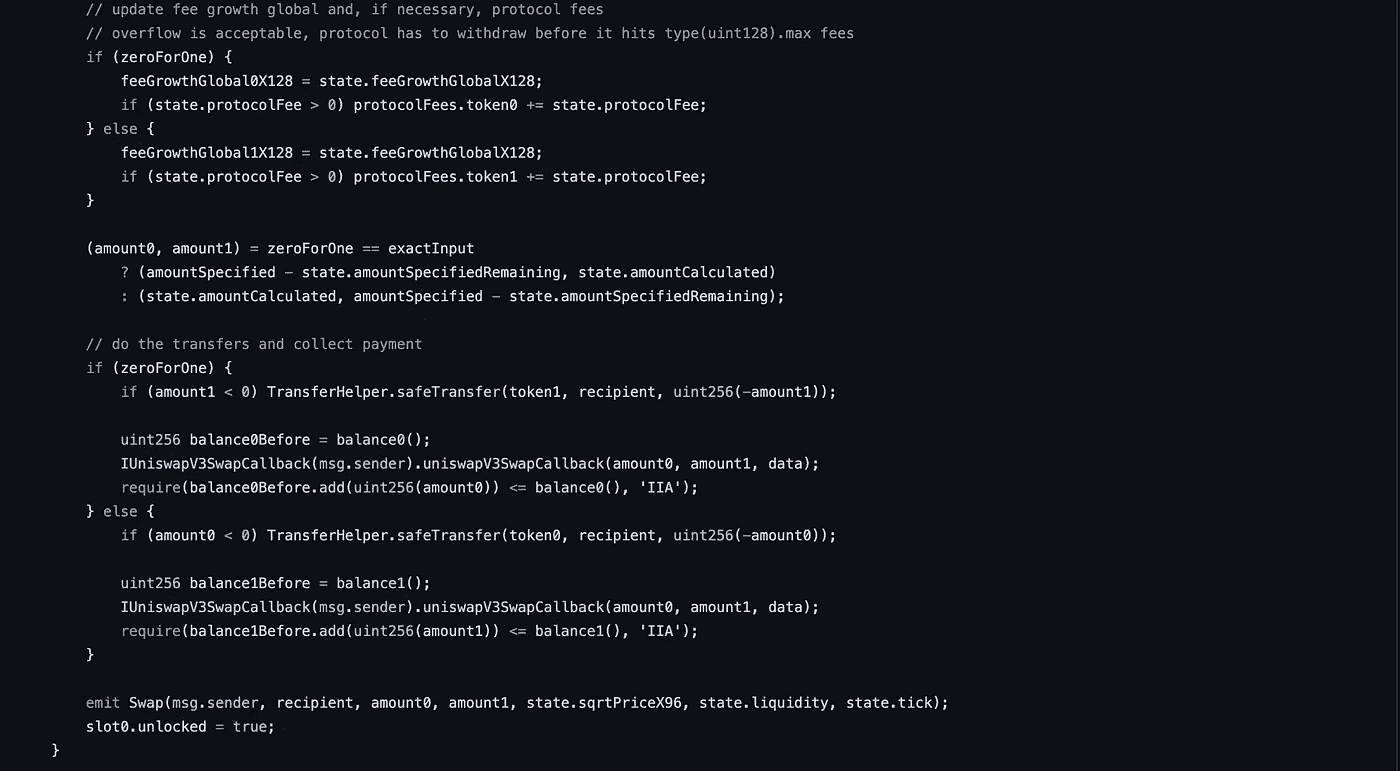 // update fee growth global and, if necessary, protocol fees
// overflow is acceptable, protocol has to withdraw before it hits type(uint128).max fees
if (zeroForOne) {
feeGrowthGlobal0X128 = state.feeGrowthGlobalX128;
if (state.protocolFee > 0) protocolFees.token0 += state.protocolFee;
} else {
feeGrowthGlobal1X128 = state.feeGrowthGlobalX128;
if (state.protocolFee > 0) protocolFees.token1 += state.protocolFee;
}
(amount0, amount1) = zeroForOne == exactInput
? (amountSpecified - state.amountSpecifiedRemaining, state.amountCalculated)
: (state.amountCalculated, amountSpecified - state.amountSpecifiedRemaining);
// do the transfers and collect payment
if (zeroForOne) {
if (amount1 < 0) TransferHelper.safeTransfer(token1, recipient, uint256(-amount1));
uint256 balance0Before = balance0();
IUniswapV3SwapCallback(msg.sender).uniswapV3SwapCallback(amount0, amount1, data);
require(balance0Before.add(uint256(amount0)) <= balance0(), 'IIA');
} else {
if (amount0 < 0) TransferHelper.safeTransfer(token0, recipient, uint256(-amount0));
uint256 balance1Before = balance1();
IUniswapV3SwapCallback(msg.sender).uniswapV3SwapCallback(amount0, amount1, data);
require(balance1Before.add(uint256(amount1)) <= balance1(), 'IIA');
}
emit Swap(msg.sender, recipient, amount0, amount1, state.sqrtPriceX96, state.liquidity, state.tick);
slot0.unlocked = true;
}